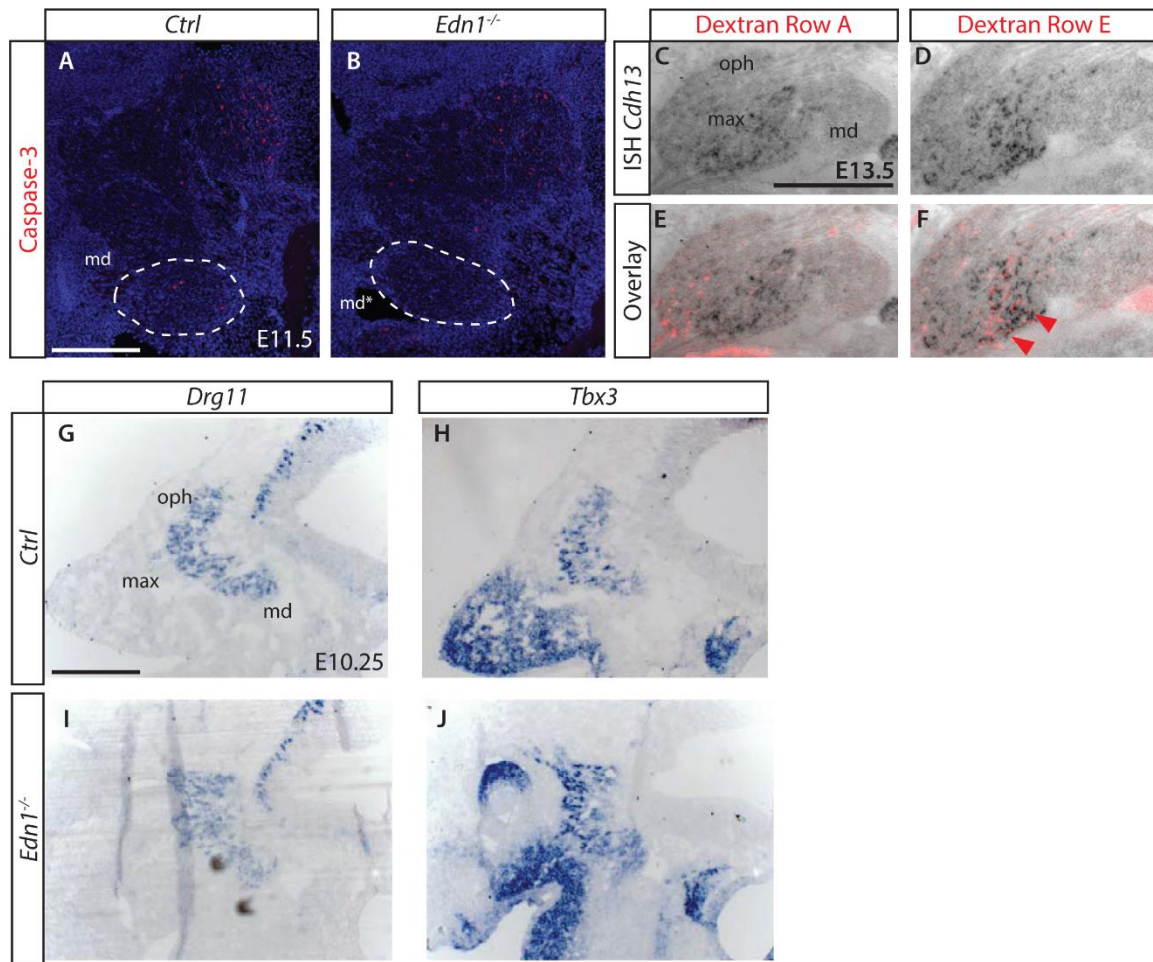 Ctrl
Edn1-/-
Dextran Row A
Dextran Row E
Caspase-3
A
md
E11.5
B
md*
ISH Cdh13
C
oph
max
md
E13.5
D
Overlay
E
F
Drg11
Tbx3
Ctrl
G
oph
max
md
E10.25
H
Edn1-/-
I
J